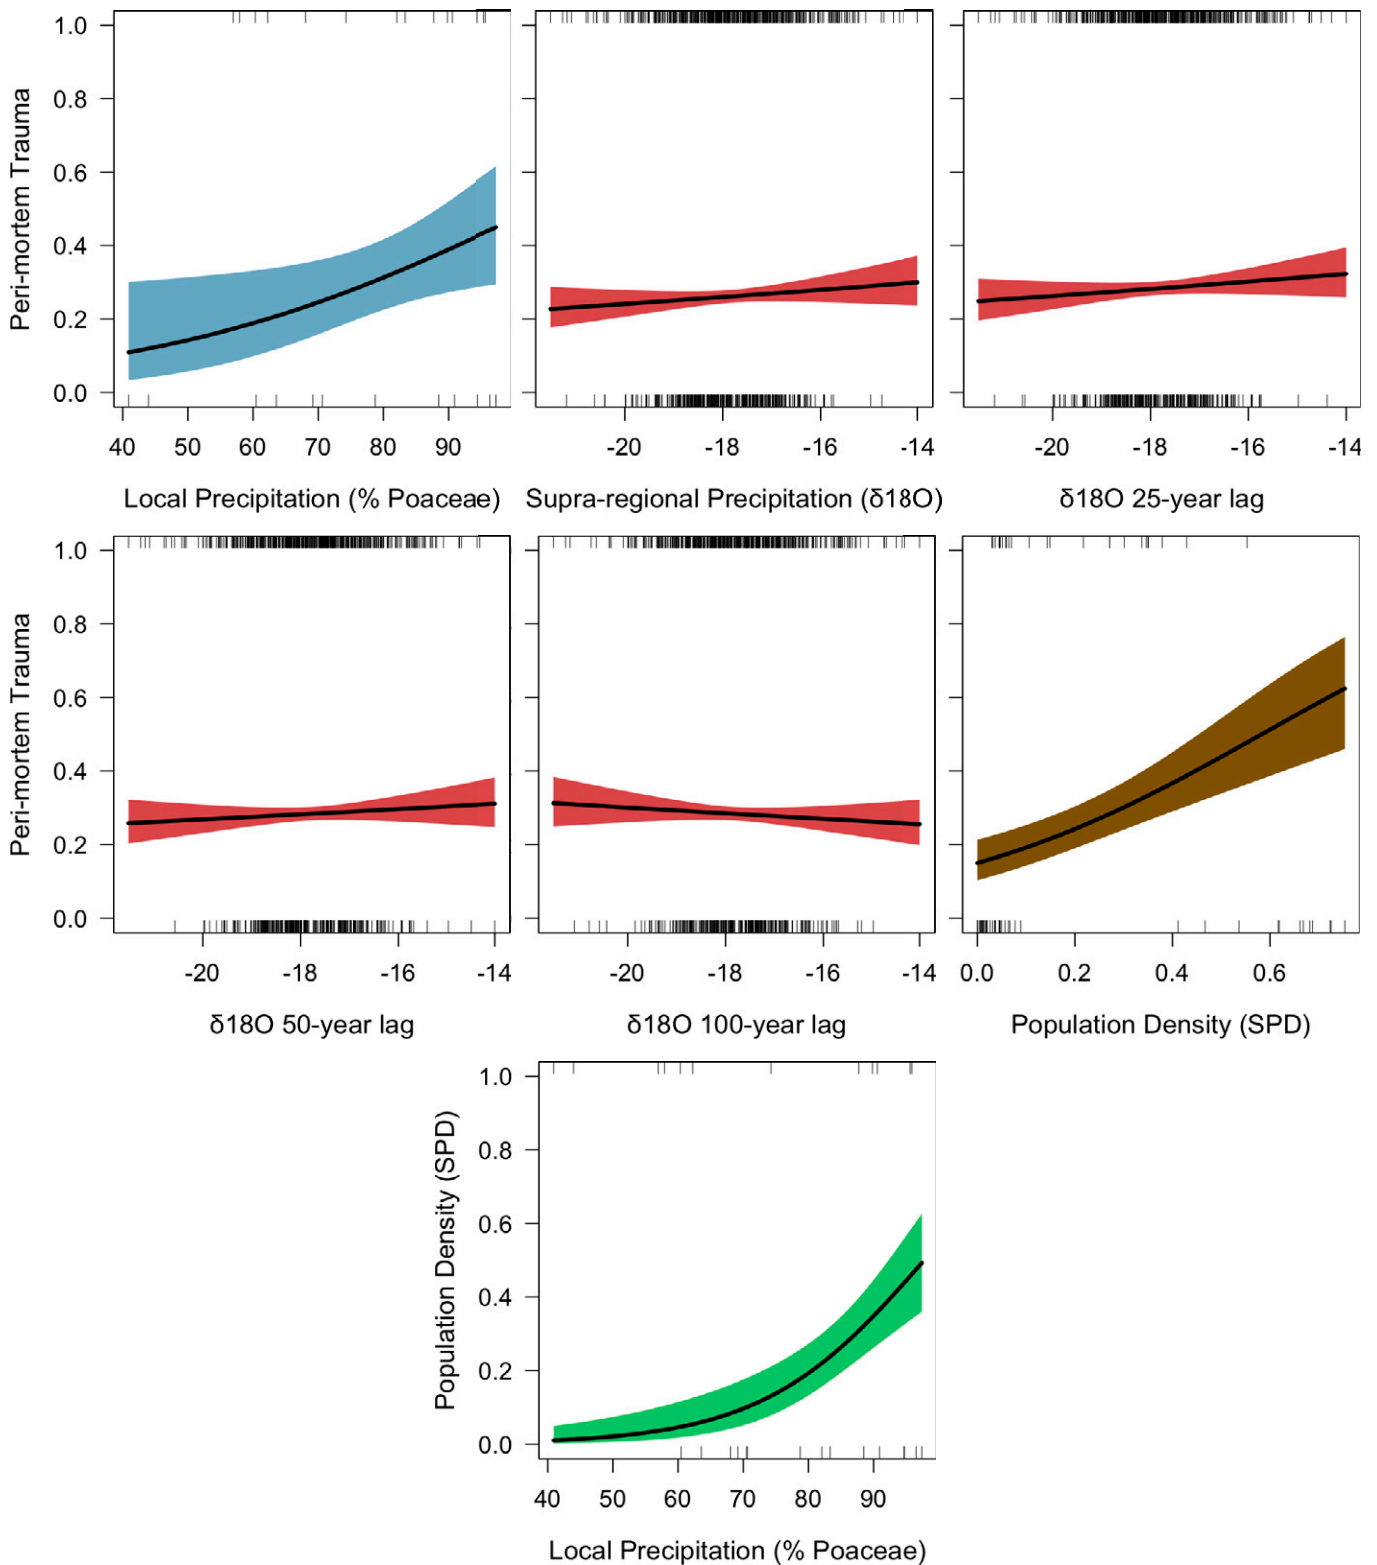 Peri-mortem Trauma
1.0
0.8
0.6
0.4
0.2
0.0
40 50 60 70 80 90
Local Precipitation (% Poaceae)
-20 -18 -16 -14
Supra-regional Precipitation (δ18O)
-20 -18 -16 -14
δ18O 25-year lag
Peri-mortem Trauma
1.0
0.8
0.6
0.4
0.2
0.0
-20 -18 -16 -14
δ18O 50-year lag
-20 -18 -16 -14
δ18O 100-year lag
0.0 0.2 0.4 0.6
Population Density (SPD)
Population Density (SPD)
1.0
0.8
0.6
0.4
0.2
0.0
40 50 60 70 80 90
Local Precipitation (% Poaceae)